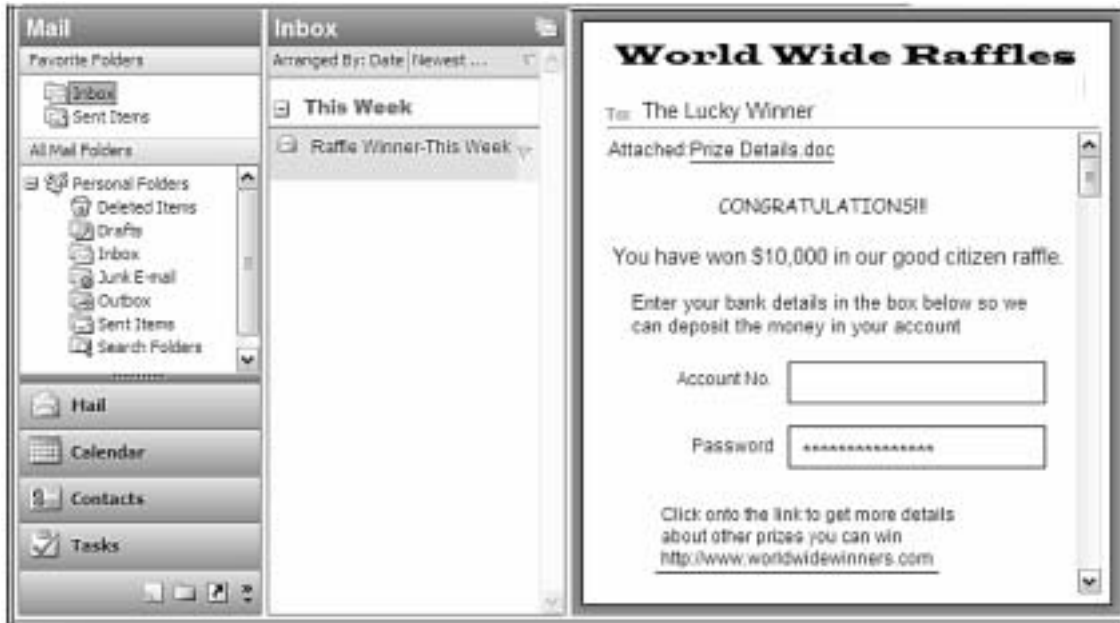 Mail
Favorite Folders
Inbox
Sent Items
All Mail Folders
Personal Folders
Deleted Items
Drafts
Inbox
Junk E-mail
Outbox
Sent Items
Search Folders
Mail
Calendar
Contacts
Tasks
Inbox
Arranged By: Date Newest ...
This Week
Raffle Winner-This Week
World Wide Raffles
To: The Lucky Winner
Attached:Prize Details.doc
CONGRATULATIONS!!!
You have won $10,000 in our good citizen raffle.
Enter your bank details in the box below so we
can deposit the money in your account
Account No.
Password ***************
Click onto the link to get more details
about other prizes you can win
http://www.worldwidewinners.com